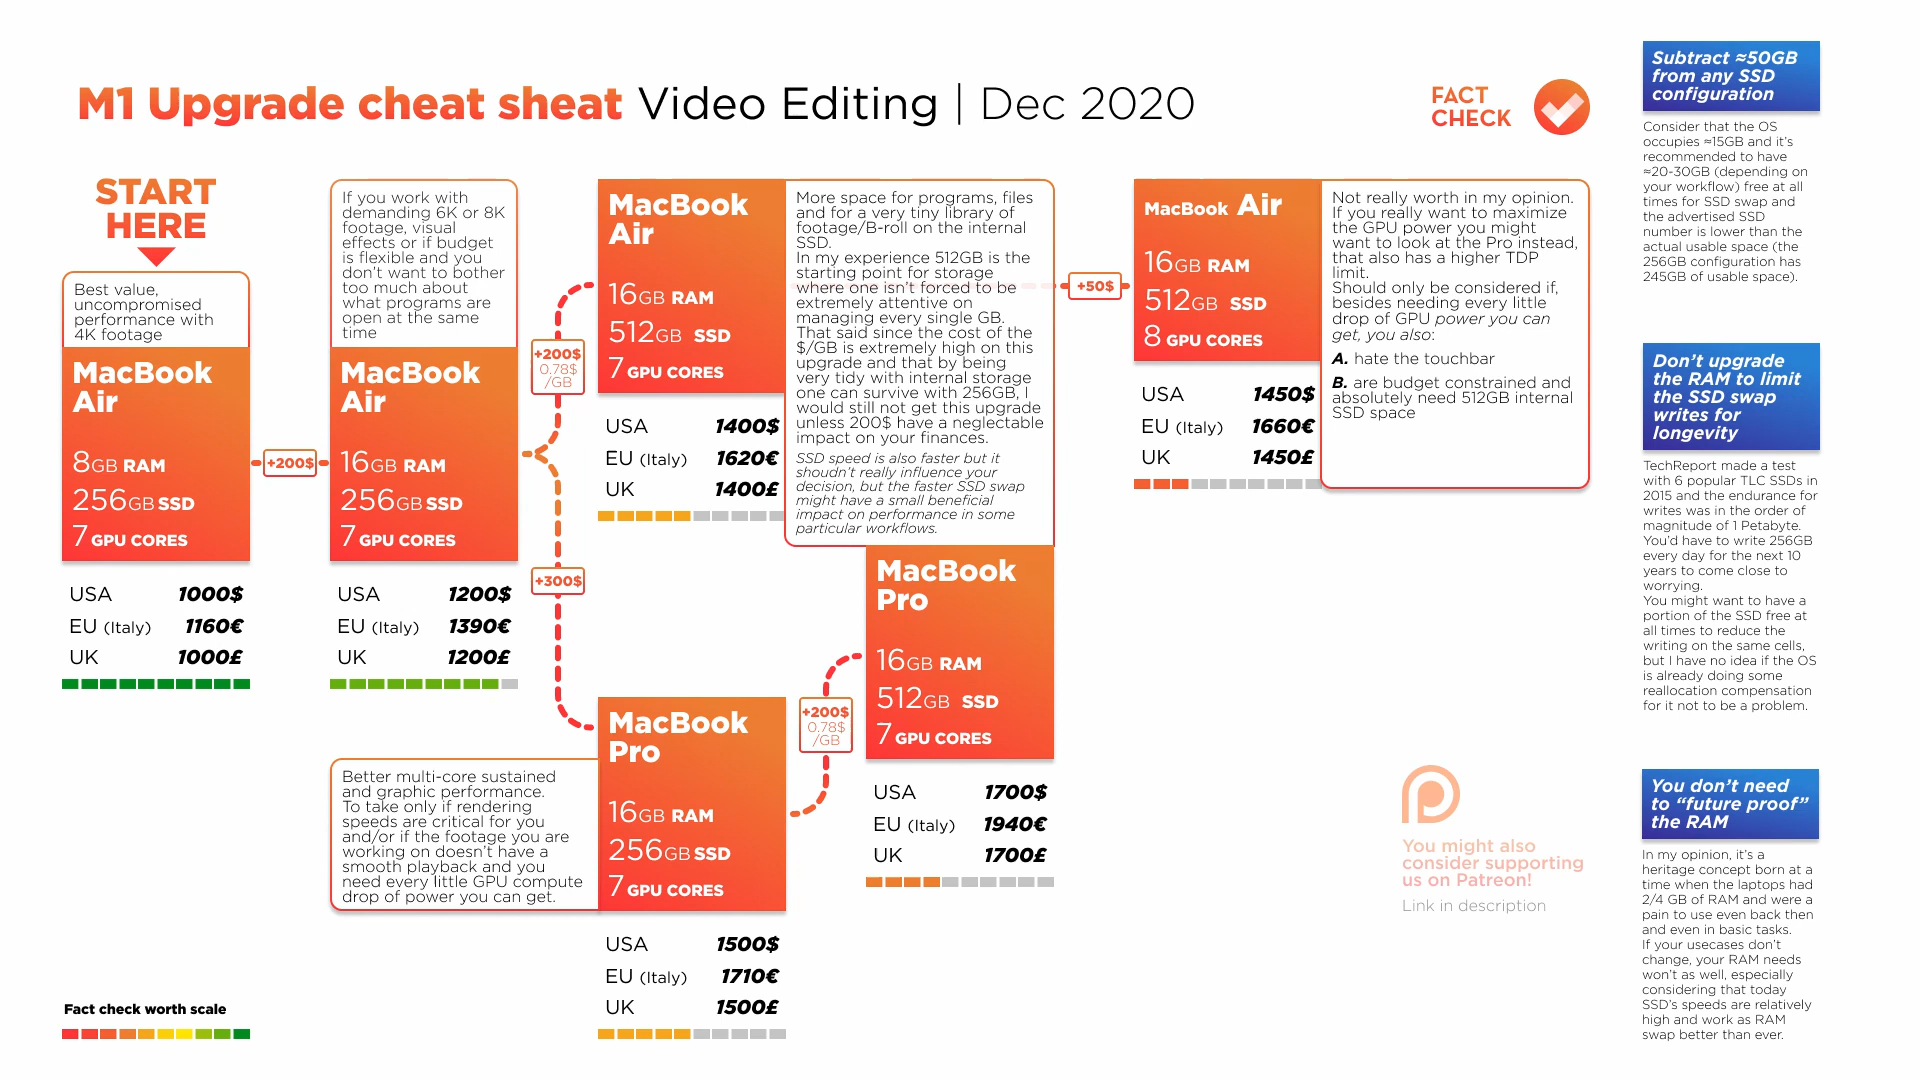 M1 Upgrade cheat sheat Video Editing | Dec 2020
FACT
CHECK
START
HERE
Best value,
uncompromised
performance with
4K footage
MacBook
Air
8GB RAM
256GB SSD
7 GPU CORES
USA 1000$
EU (Italy) 1160€
UK 1000£
+200$
If you work with
demanding 6K or 8K
footage, visual
effects or if budget
is flexible and you
don't want to bother
too much about
what programs are
open at the same
time
MacBook
Air
16GB RAM
256GB SSD
7 GPU CORES
USA 1200$
EU (Italy) 1390€
UK 1200£
+200$
0.78$
/GB
MacBook
Air
16GB RAM
512GB SSD
7 GPU CORES
USA 1400$
EU (Italy) 1620€
UK 1400£
More space for programs, files
and for a very tiny library of
footage/B-roll on the internal
SSD.
In my experience 512GB is the
starting point for storage
where one isn't forced to be
extremely attentive on
managing every single GB.
That said since the cost of the
$/GB is extremely high on this
upgrade and that by being
very tidy with internal storage
one can survive with 256GB, I
would still not get this upgrade
unless 200$ have a neglectable
impact on your finances.
SSD speed is also faster but it
shoudn't really influence your
decision, but the faster SSD swap
might have a small beneficial
impact on performance in some
particular workflows.
+50$
MacBook Air
16GB RAM
512GB SSD
8 GPU CORES
USA 1450$
EU (Italy) 1660€
UK 1450£
Not really worth in my opinion.
If you really want to maximize
the GPU power you might
want to look at the Pro instead,
that also has a higher TDP
limit.
Should only be considered if,
besides needing every little
drop of GPU power you can
get, you also:
A. hate the touchbar
B. are budget constrained and
absolutely need 512GB internal
SSD space
+300$
Better multi-core sustained
and graphic performance.
To take only if rendering
speeds are critical for you
and/or if the footage you are
working on doesn't have a
smooth playback and you
need every little GPU compute
drop of power you can get.
MacBook
Pro
16GB RAM
256GB SSD
7 GPU CORES
USA 1500$
EU (Italy) 1710€
UK 1500£
+200$
0.78$
/GB
MacBook
Pro
16GB RAM
512GB SSD
7 GPU CORES
USA 1700$
EU (Italy) 1940€
UK 1700£
You might also
consider supporting
us on Patreon!
Link in description
Fact check worth scale
Subtract ≈50GB
from any SSD
configuration
Consider that the OS
occupies ≈15GB and it's
recommended to have
≈20-30GB (depending on
your workflow) free at all
times for SSD swap and
the advertised SSD
number is lower than the
actual usable space (the
256GB configuration has
245GB of usable space).
Don't upgrade
the RAM to limit
the SSD swap
writes for
longevity
TechReport made a test
with 6 popular TLC SSDs in
2015 and the endurance for
writes was in the order of
magnitude of 1 Petabyte.
You'd have to write 256GB
every day for the next 10
years to come close to
worrying.
You might want to have a
portion of the SSD free at
all times to reduce the
writing on the same cells,
but I have no idea if the OS
is already doing some
reallocation compensation
for it not to be a problem.
You don't need
to “future proof”
the RAM
In my opinion, it's a
heritage concept born at a
time when the laptops had
2/4 GB of RAM and were a
pain to use even back then
and even in basic tasks.
If your usecases don't
change, your RAM needs
won't as well, especially
considering that today
SSD's speeds are relatively
high and work as RAM
swap better than ever.